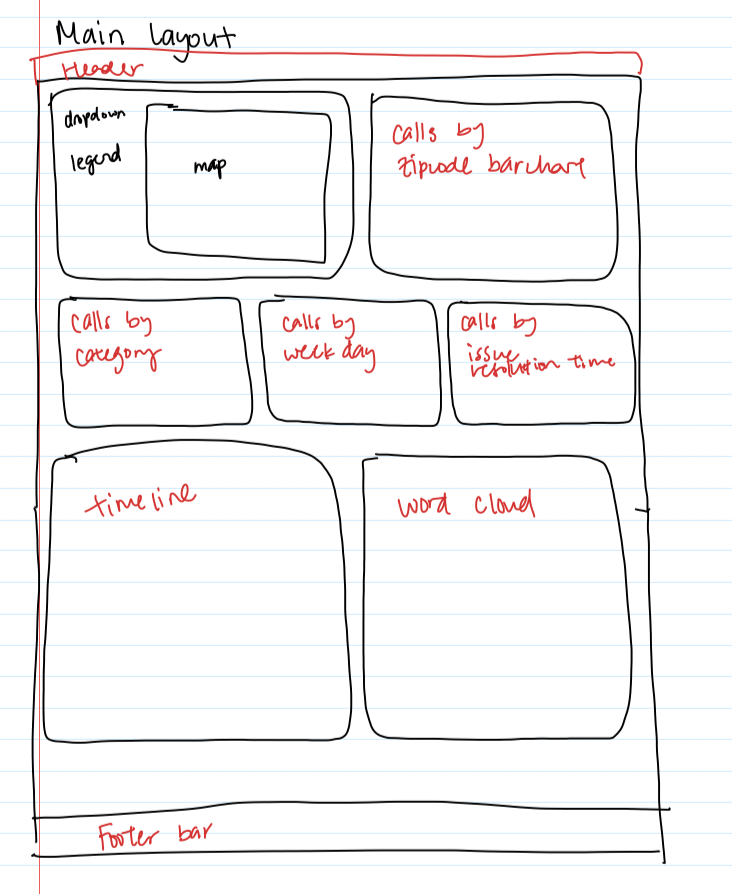 Main Layout
Header
dropdown
legend
map
calls by
zipcode barchart
calls by
category
calls by
week day
calls by
issue
resolution time
timeline
word cloud
Footer bar